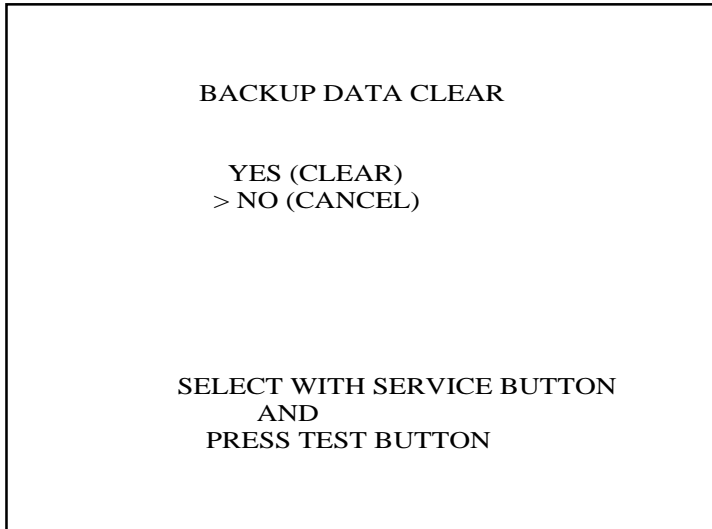 BACKUP DATA CLEAR
YES (CLEAR)
> NO (CANCEL)
SELECT WITH SERVICE BUTTON
AND
PRESS TEST BUTTON